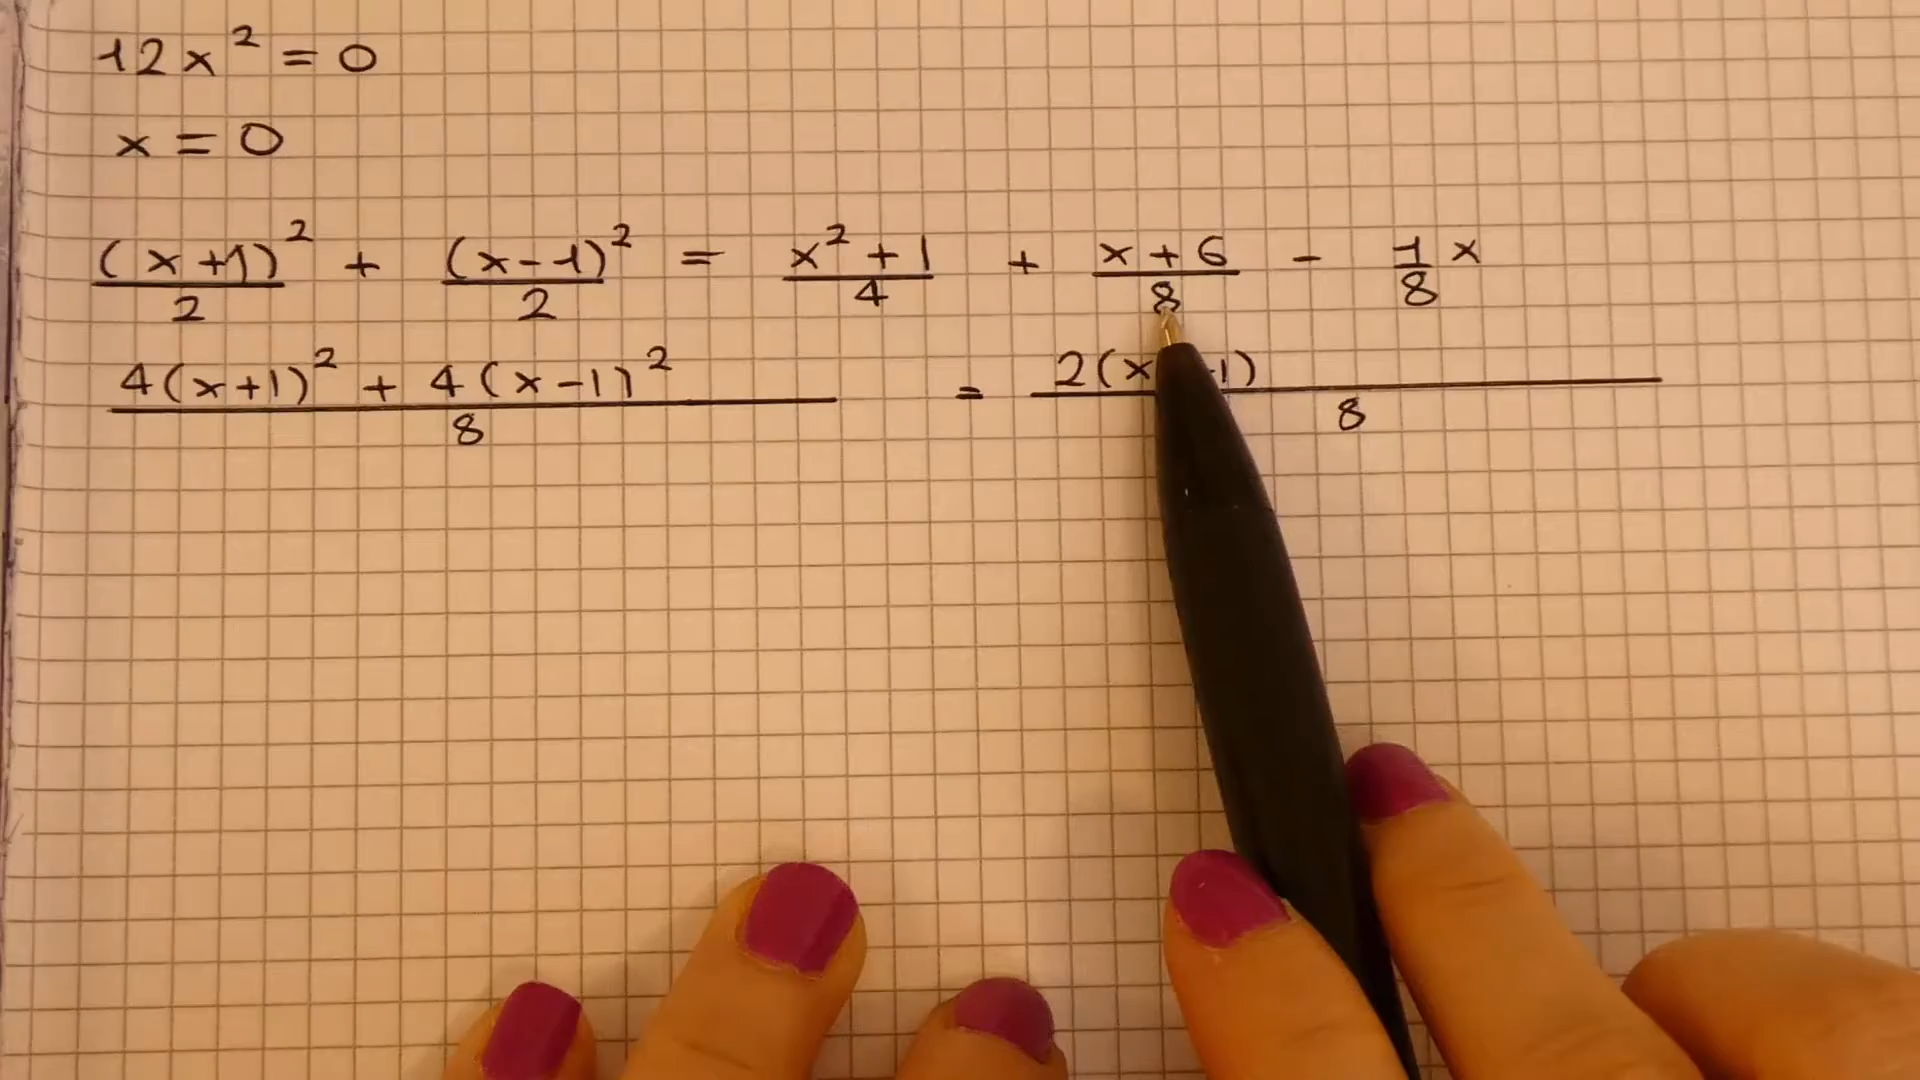 12x² = 0
x = 0
(x+1)²/2 + (x-1)²/2 = x²+1/4 + x+6/8 - 1/8 x
4(x+1)² + 4(x-1)²/8 = 2(x 1)/8